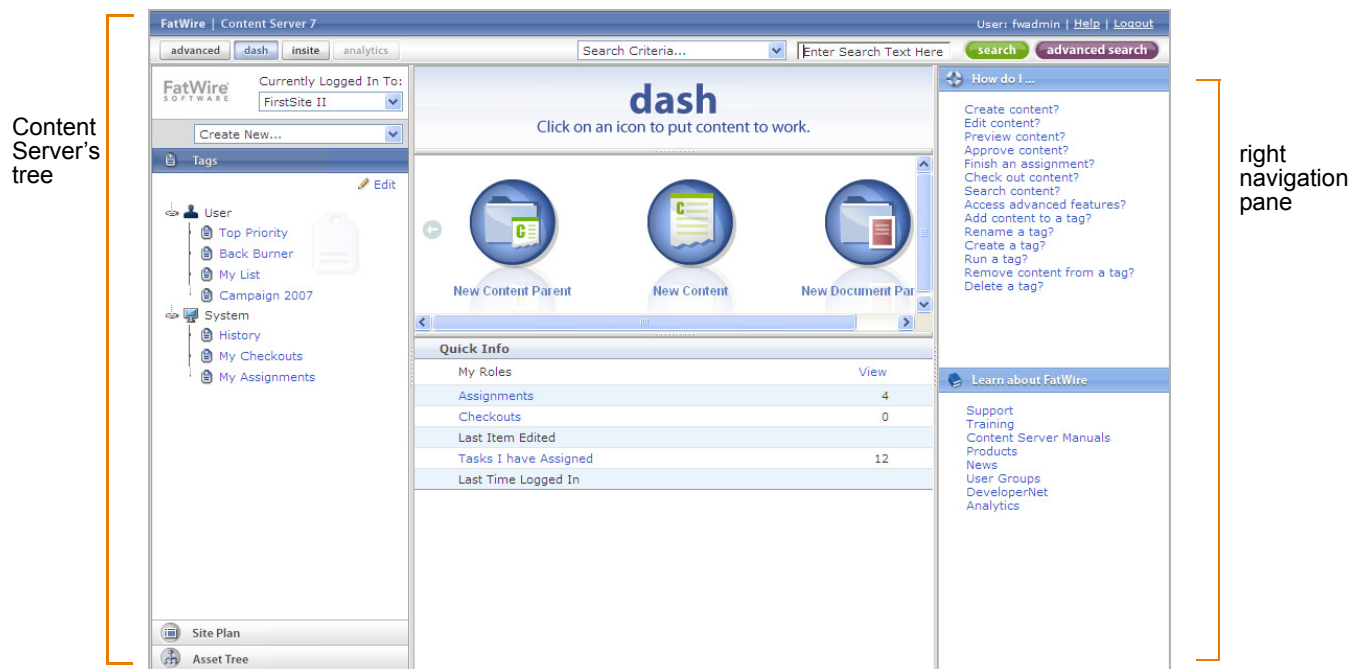 FatWire | Content Server 7
User: fwadmin | Help | Logout
advanced dash insite analytics
Search Criteria...
Enter Search Text Here
search
advanced search
Content
Server's
tree
FatWire
SOFTWARE
Currently Logged In To:
FirstSite II
Create New...
Tags
Edit
User
Top Priority
Back Burner
My List
Campaign 2007
System
History
My Checkouts
My Assignments
Site Plan
Asset Tree
dash
Click on an icon to put content to work.
New Content Parent
New Content
New Document Par
Quick Info
My Roles View
Assignments 4
Checkouts 0
Last Item Edited
Tasks I have Assigned 12
Last Time Logged In
How do I ...
Create content?
Edit content?
Preview content?
Approve content?
Finish an assignment?
Check out content?
Search content?
Access advanced features?
Add content to a tag?
Rename a tag?
Create a tag?
Run a tag?
Remove content from a tag?
Delete a tag?
Learn about FatWire
Support
Training
Content Server Manuals
Products
News
User Groups
DeveloperNet
Analytics
right
navigation
pane